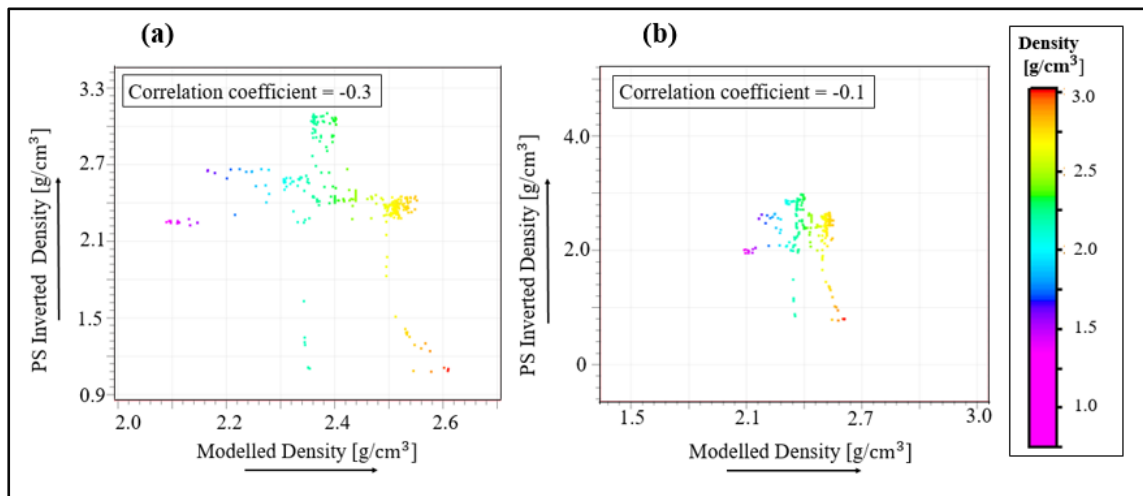 (a)
Correlation coefficient = -0.3
3.3
2.7
2.1
1.5
0.9
PS Inverted Density [g/cm³]
2.0
2.2
2.4
2.6
Modelled Density [g/cm³]
(b)
Correlation coefficient = -0.1
4.0
2.0
0
PS Inverted Density [g/cm³]
1.5
2.1
2.7
3.0
Modelled Density [g/cm³]
Density
[g/cm³]
3.0
2.5
2.0
1.5
1.0